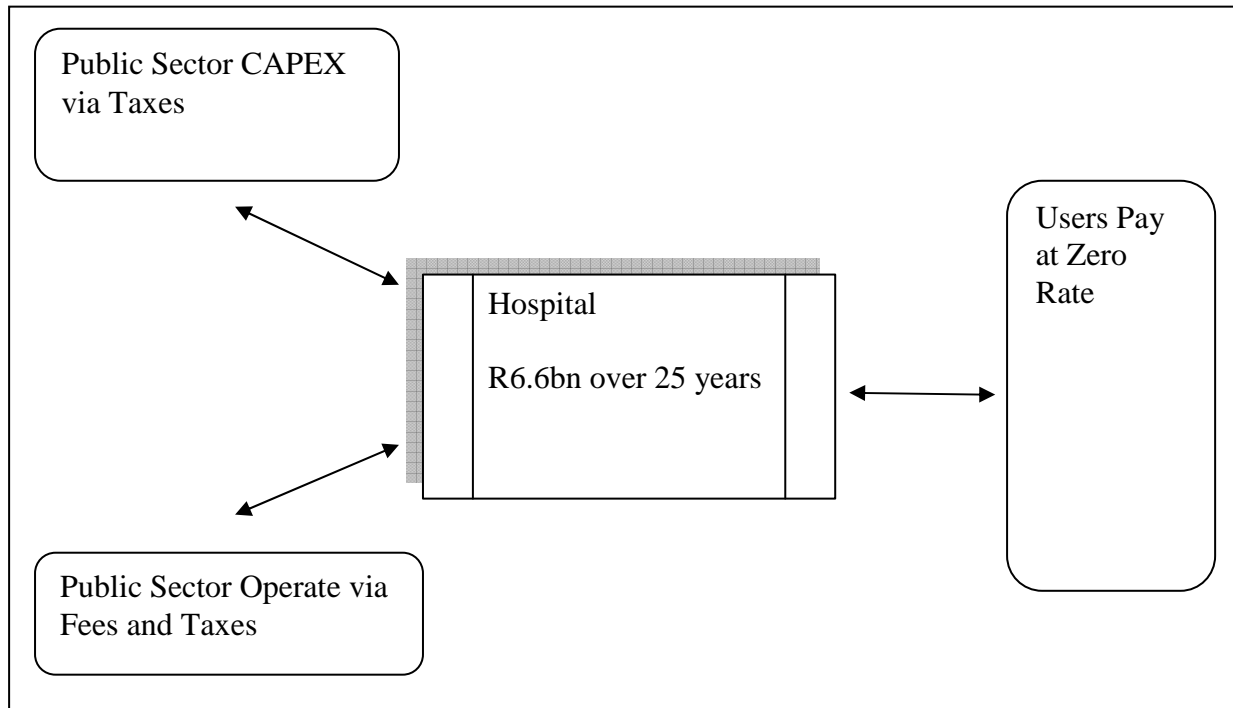 Public Sector CAPEX
via Taxes
Hospital
R6.6bn over 25 years
Users Pay
at Zero
Rate
Public Sector Operate via
Fees and Taxes